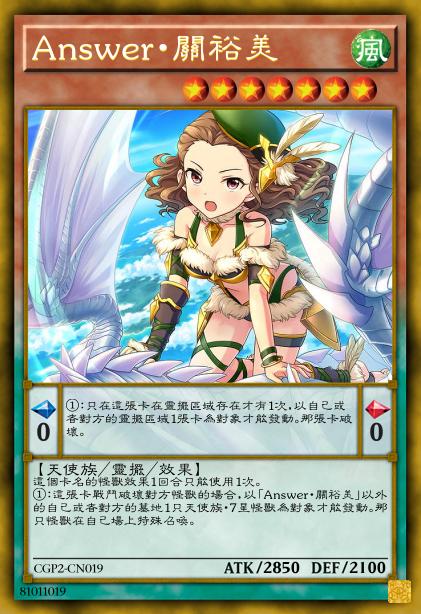 Answer・關裕美
風
①:只在這張卡在靈擺區域存在才有1次,以自己或
者對方的靈擺區域1張卡為對象才能發動。那張卡破
壞。
0
0
【天使族/靈擺/效果】
這個卡名的怪獸效果1回合只能使用1次。
①:這張卡戰鬥破壞對方怪獸的場合,以「Answer・關裕美」以外
的自己或者對方的墓地1只天使族・7星怪獸為對象才能發動。那
只怪獸在自己場上特殊召喚。
CGP2-CN019
ATK/2850 DEF/2100
81011019